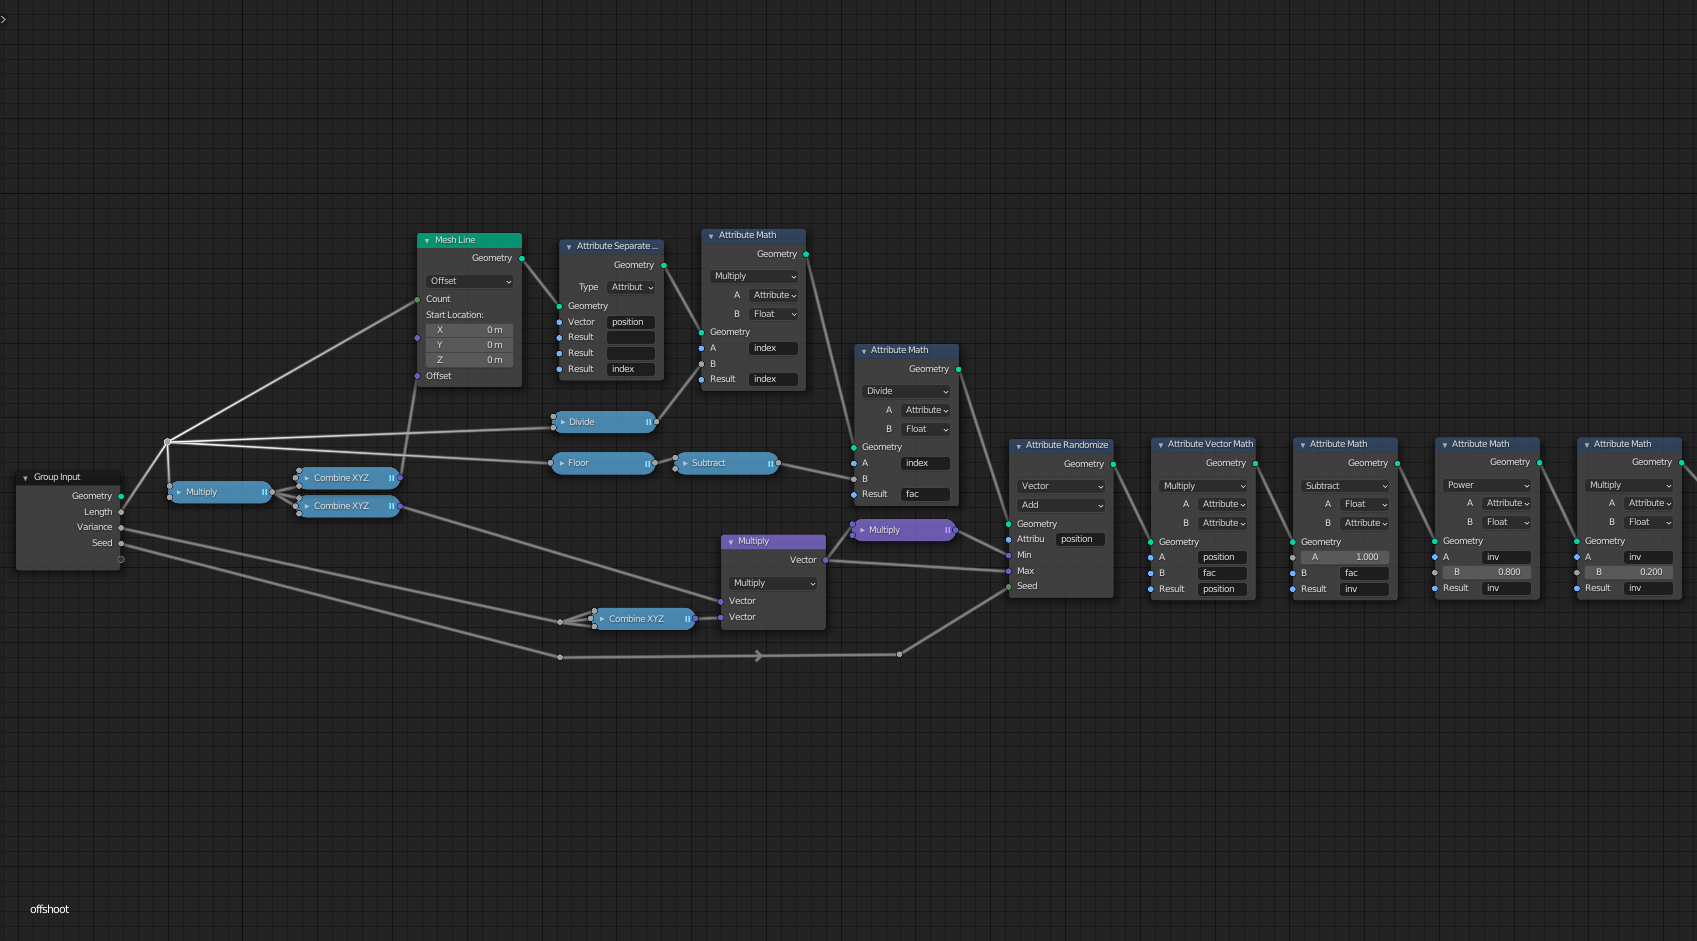 Group Input
Geometry
Length
Variance
Seed
Multiply
Combine XYZ
Combine XYZ
Mesh Line
Geometry
Offset
Count
Start Location:
X 0 m
Y 0 m
Z 0 m
Offset
Attribute Separate ...
Geometry
Type Attribut
Geometry
Vector position
Result
Result
Result index
Divide
Floor
Subtract
Combine XYZ
Attribute Math
Geometry
Multiply
A Attribute
B Float
Geometry
A index
B
Result index
Multiply
Vector
Multiply
Vector
Vector
Attribute Math
Geometry
Divide
A Attribute
B Float
Geometry
A index
B
Result fac
Multiply
Attribute Randomize
Geometry
Vector
Add
Geometry
Attribu position
Min
Max
Seed
Attribute Vector Math
Geometry
Multiply
A Attribute
B Attribute
Geometry
A position
B fac
Result position
Attribute Math
Geometry
Subtract
A Float
B Attribute
Geometry
A 1.000
B fac
Result inv
Attribute Math
Geometry
Power
A Attribute
B Float
Geometry
A inv
B 0.800
Result inv
Attribute Math
Geometry
Multiply
A Attribute
B Float
Geometry
A inv
B 0.200
Result inv
offshoot